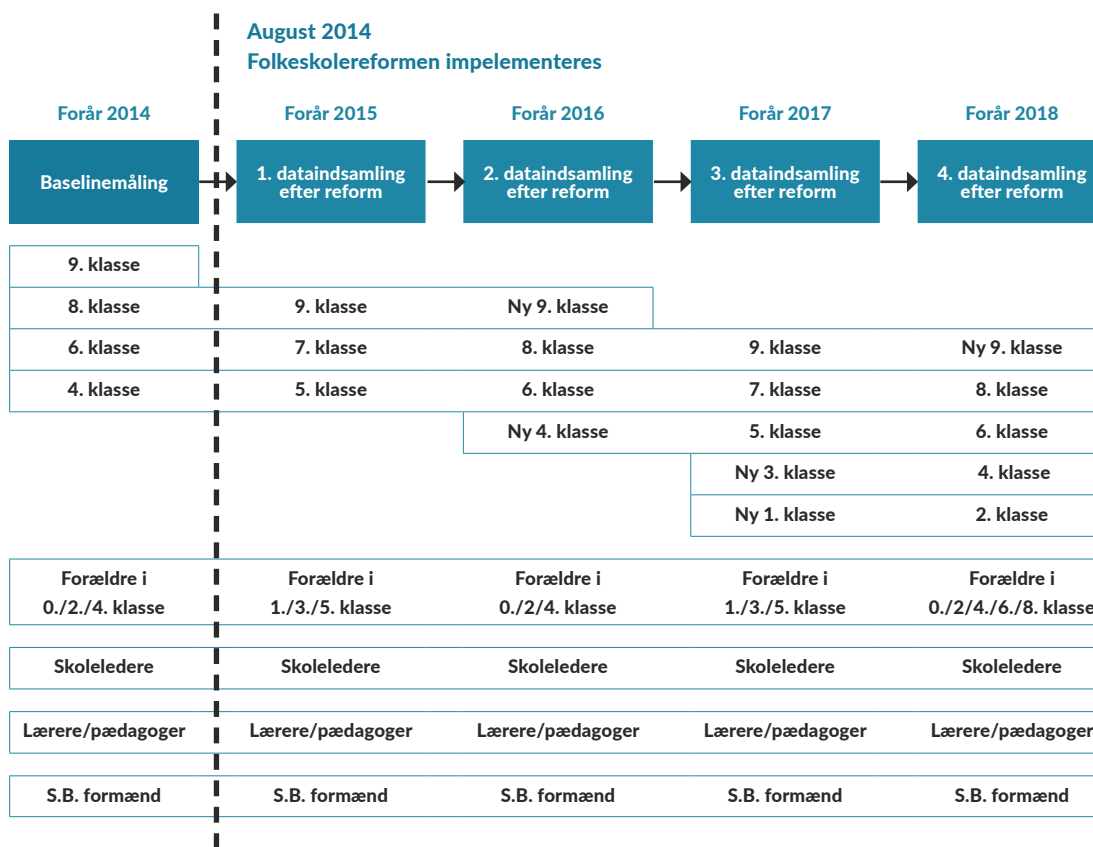 August 2014
Folkeskolereformen impelementeres
Forår 2014
Forår 2015
Forår 2016
Forår 2017
Forår 2018
Baselinemåling
1. dataindsamling
efter reform
2. dataindsamling
efter reform
3. dataindsamling
efter reform
4. dataindsamling
efter reform
9. klasse
8. klasse
9. klasse
Ny 9. klasse
6. klasse
7. klasse
8. klasse
9. klasse
Ny 9. klasse
4. klasse
5. klasse
6. klasse
7. klasse
8. klasse
Ny 4. klasse
5. klasse
6. klasse
Ny 3. klasse
4. klasse
Ny 1. klasse
2. klasse
Forældre i
0./2./4. klasse
Forældre i
1./3./5. klasse
Forældre i
0./2/4. klasse
Forældre i
1./3./5. klasse
Forældre i
0./2/4./6./8. klasse
Skoleledere
Skoleledere
Skoleledere
Skoleledere
Skoleledere
Lærere/pædagoger
Lærere/pædagoger
Lærere/pædagoger
Lærere/pædagoger
Lærere/pædagoger
S.B. formænd
S.B. formænd
S.B. formænd
S.B. formænd
S.B. formænd